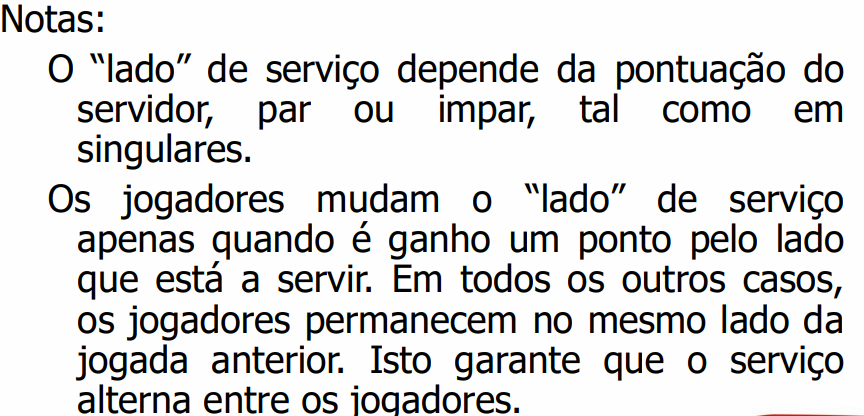 Notas:
O “lado” de serviço depende da pontuação do
servidor, par ou impar, tal como em
singulares.
Os jogadores mudam o “lado” de serviço
apenas quando é ganho um ponto pelo lado
que está a servir. Em todos os outros casos,
os jogadores permanecem no mesmo lado da
jogada anterior. Isto garante que o serviço
alterna entre os jogadores.